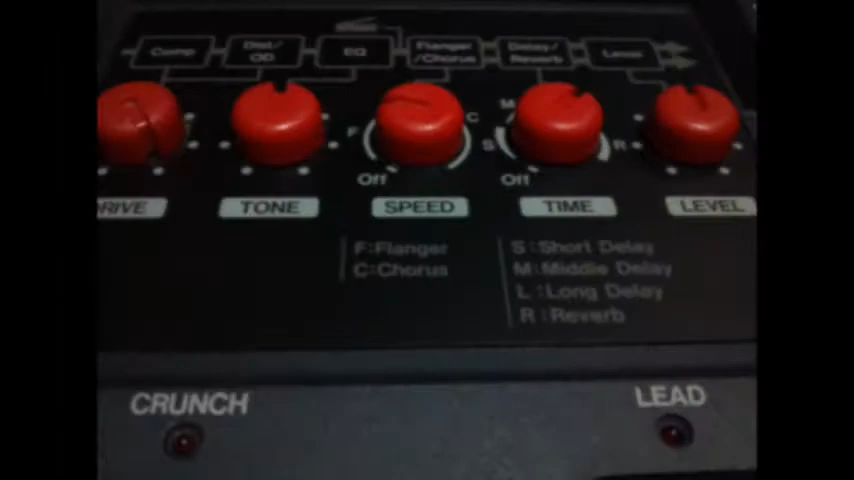 Comp Dist/ OD EQ Flanger /Chorus Delay/ Reverb Level
F C M S R
Off Off
DRIVE TONE SPEED TIME LEVEL
F:Flanger
C:Chorus
S:Short Delay
M:Middle Delay
L:Long Delay
R:Reverb
CRUNCH LEAD